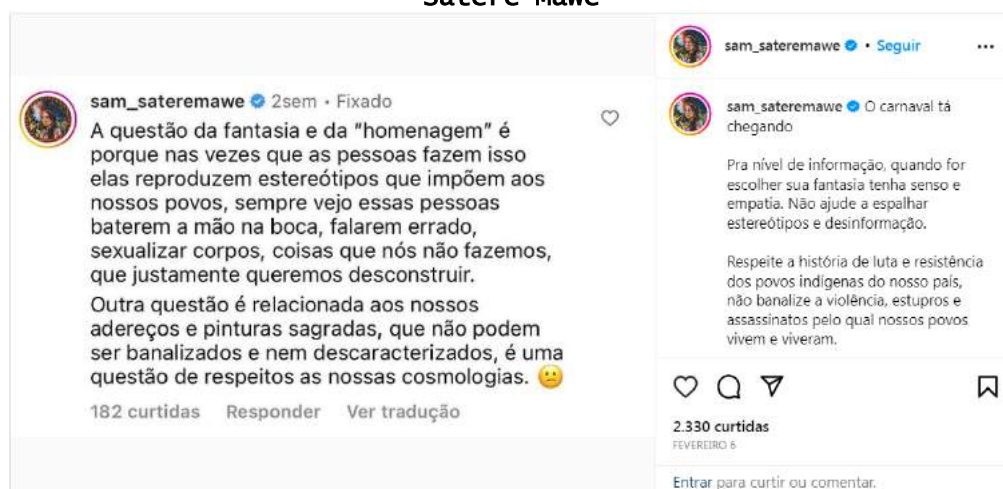 Sateré Mawé
sam_sateremawe 2sem • Fixado
A questão da fantasia e da “homenagem” é
porque nas vezes que as pessoas fazem isso
elas reproduzem estereótipos que impõem aos
nossos povos, sempre vejo essas pessoas
baterem a mão na boca, falarem errado,
sexualizar corpos, coisas que nós não fazemos,
que justamente queremos desconstruir.
Outra questão é relacionada aos nossos
adereços e pinturas sagradas, que não podem
ser banalizados e nem descaracterizados, é uma
questão de respeitos as nossas cosmologias. 😕
182 curtidas Responder Ver tradução
sam_sateremawe • Seguir
sam_sateremawe O carnaval tá
chegando
Pra nível de informação, quando for
escolher sua fantasia tenha senso e
empatia. Não ajude a espalhar
estereótipos e desinformação.
Respeite a história de luta e resistência
dos povos indígenas do nosso país,
não banalize a violência, estupros e
assassinatos pelo qual nossos povos
vivem e viveram.
2.330 curtidas
FEVEREIRO 6
Entrar para curtir ou comentar.